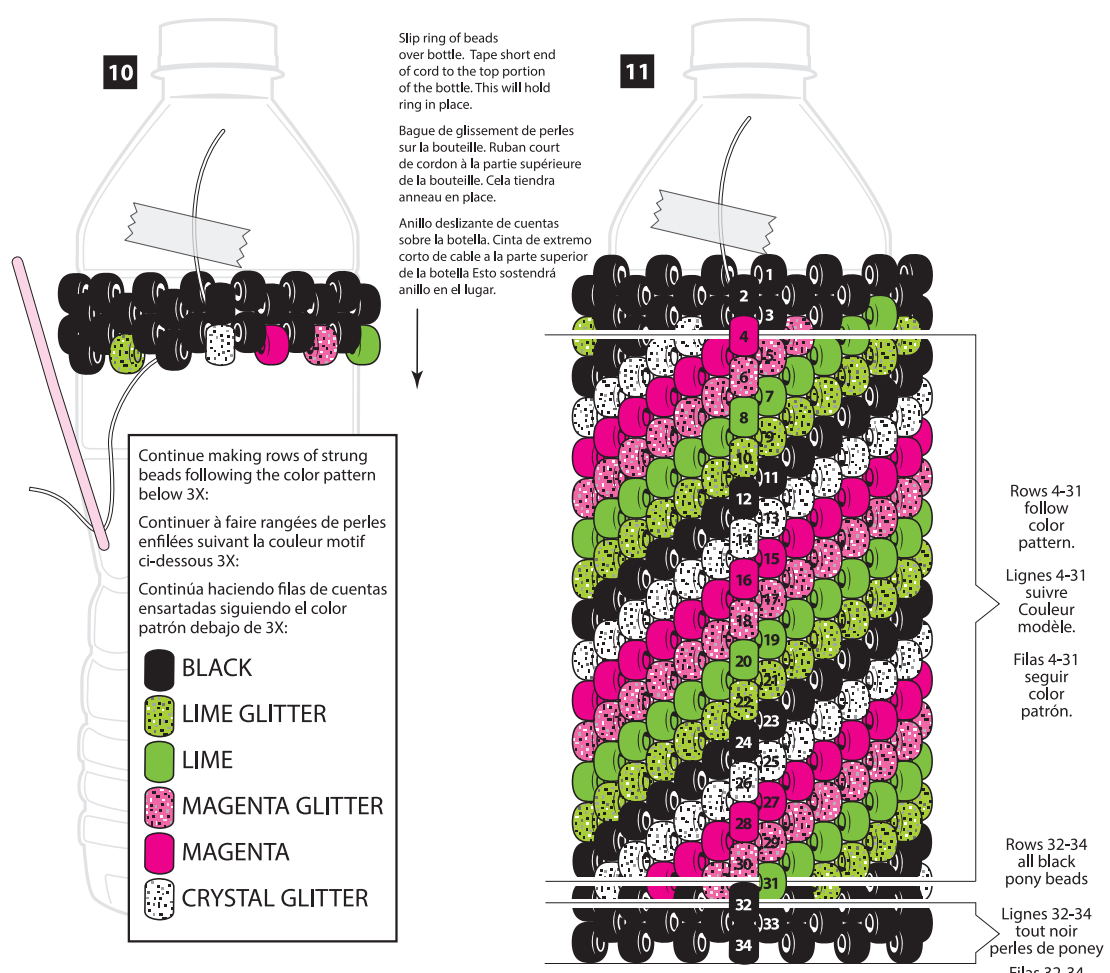 10
Slip ring of beads
over bottle. Tape short end
of cord to the top portion
of the bottle. This will hold
ring in place.
Bague de glissement de perles
sur la bouteille. Ruban court
de cordon à la partie supérieure
de la bouteille. Cela tiendra
anneau en place.
Anillo deslizante de cuentas
sobre la botella. Cinta de extremo
corto de cable a la parte superior
de la botella Esto sostendrá
anillo en el lugar.
Continue making rows of strung
beads following the color pattern
below 3X:
Continuer à faire rangées de perles
enfilées suivant la couleur motif
ci-dessous 3X:
Continúa haciendo filas de cuentas
ensartadas siguiendo el color
patrón debajo de 3X:
BLACK
LIME GLITTER
LIME
MAGENTA GLITTER
MAGENTA
CRYSTAL GLITTER
11
1
2
3
4
5
6
7
8
9
10
11
12
13
14
15
16
17
18
19
20
21
22
23
24
25
26
27
28
29
30
31
32
33
34
Rows 4-31
follow
color
pattern.
Lignes 4-31
suivre
Couleur
modèle.
Filas 4-31
seguir
color
patrón.
Rows 32-34
all black
pony beads
Lignes 32-34
tout noir
perles de poney
Filas 32-34